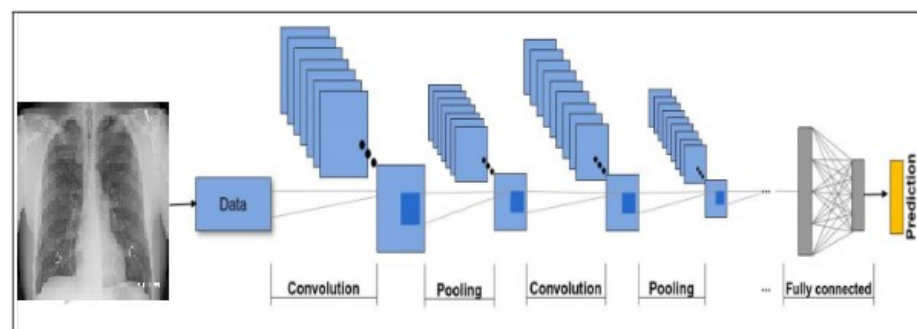 Data
Convolution
Pooling
Convolution
Pooling
...
...
Fully connected
Prediction